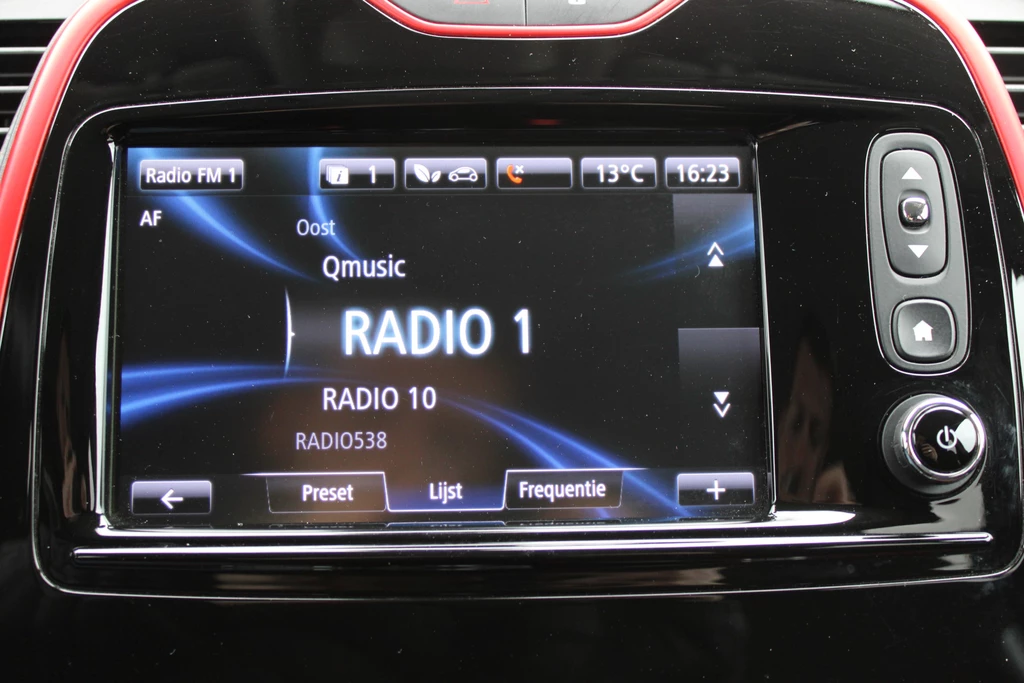 Radio FM 1 i 1 13°C 16:23
AF
Oost
Qmusic
RADIO 1
RADIO 10
RADIO538
Preset Lijst Frequentie +